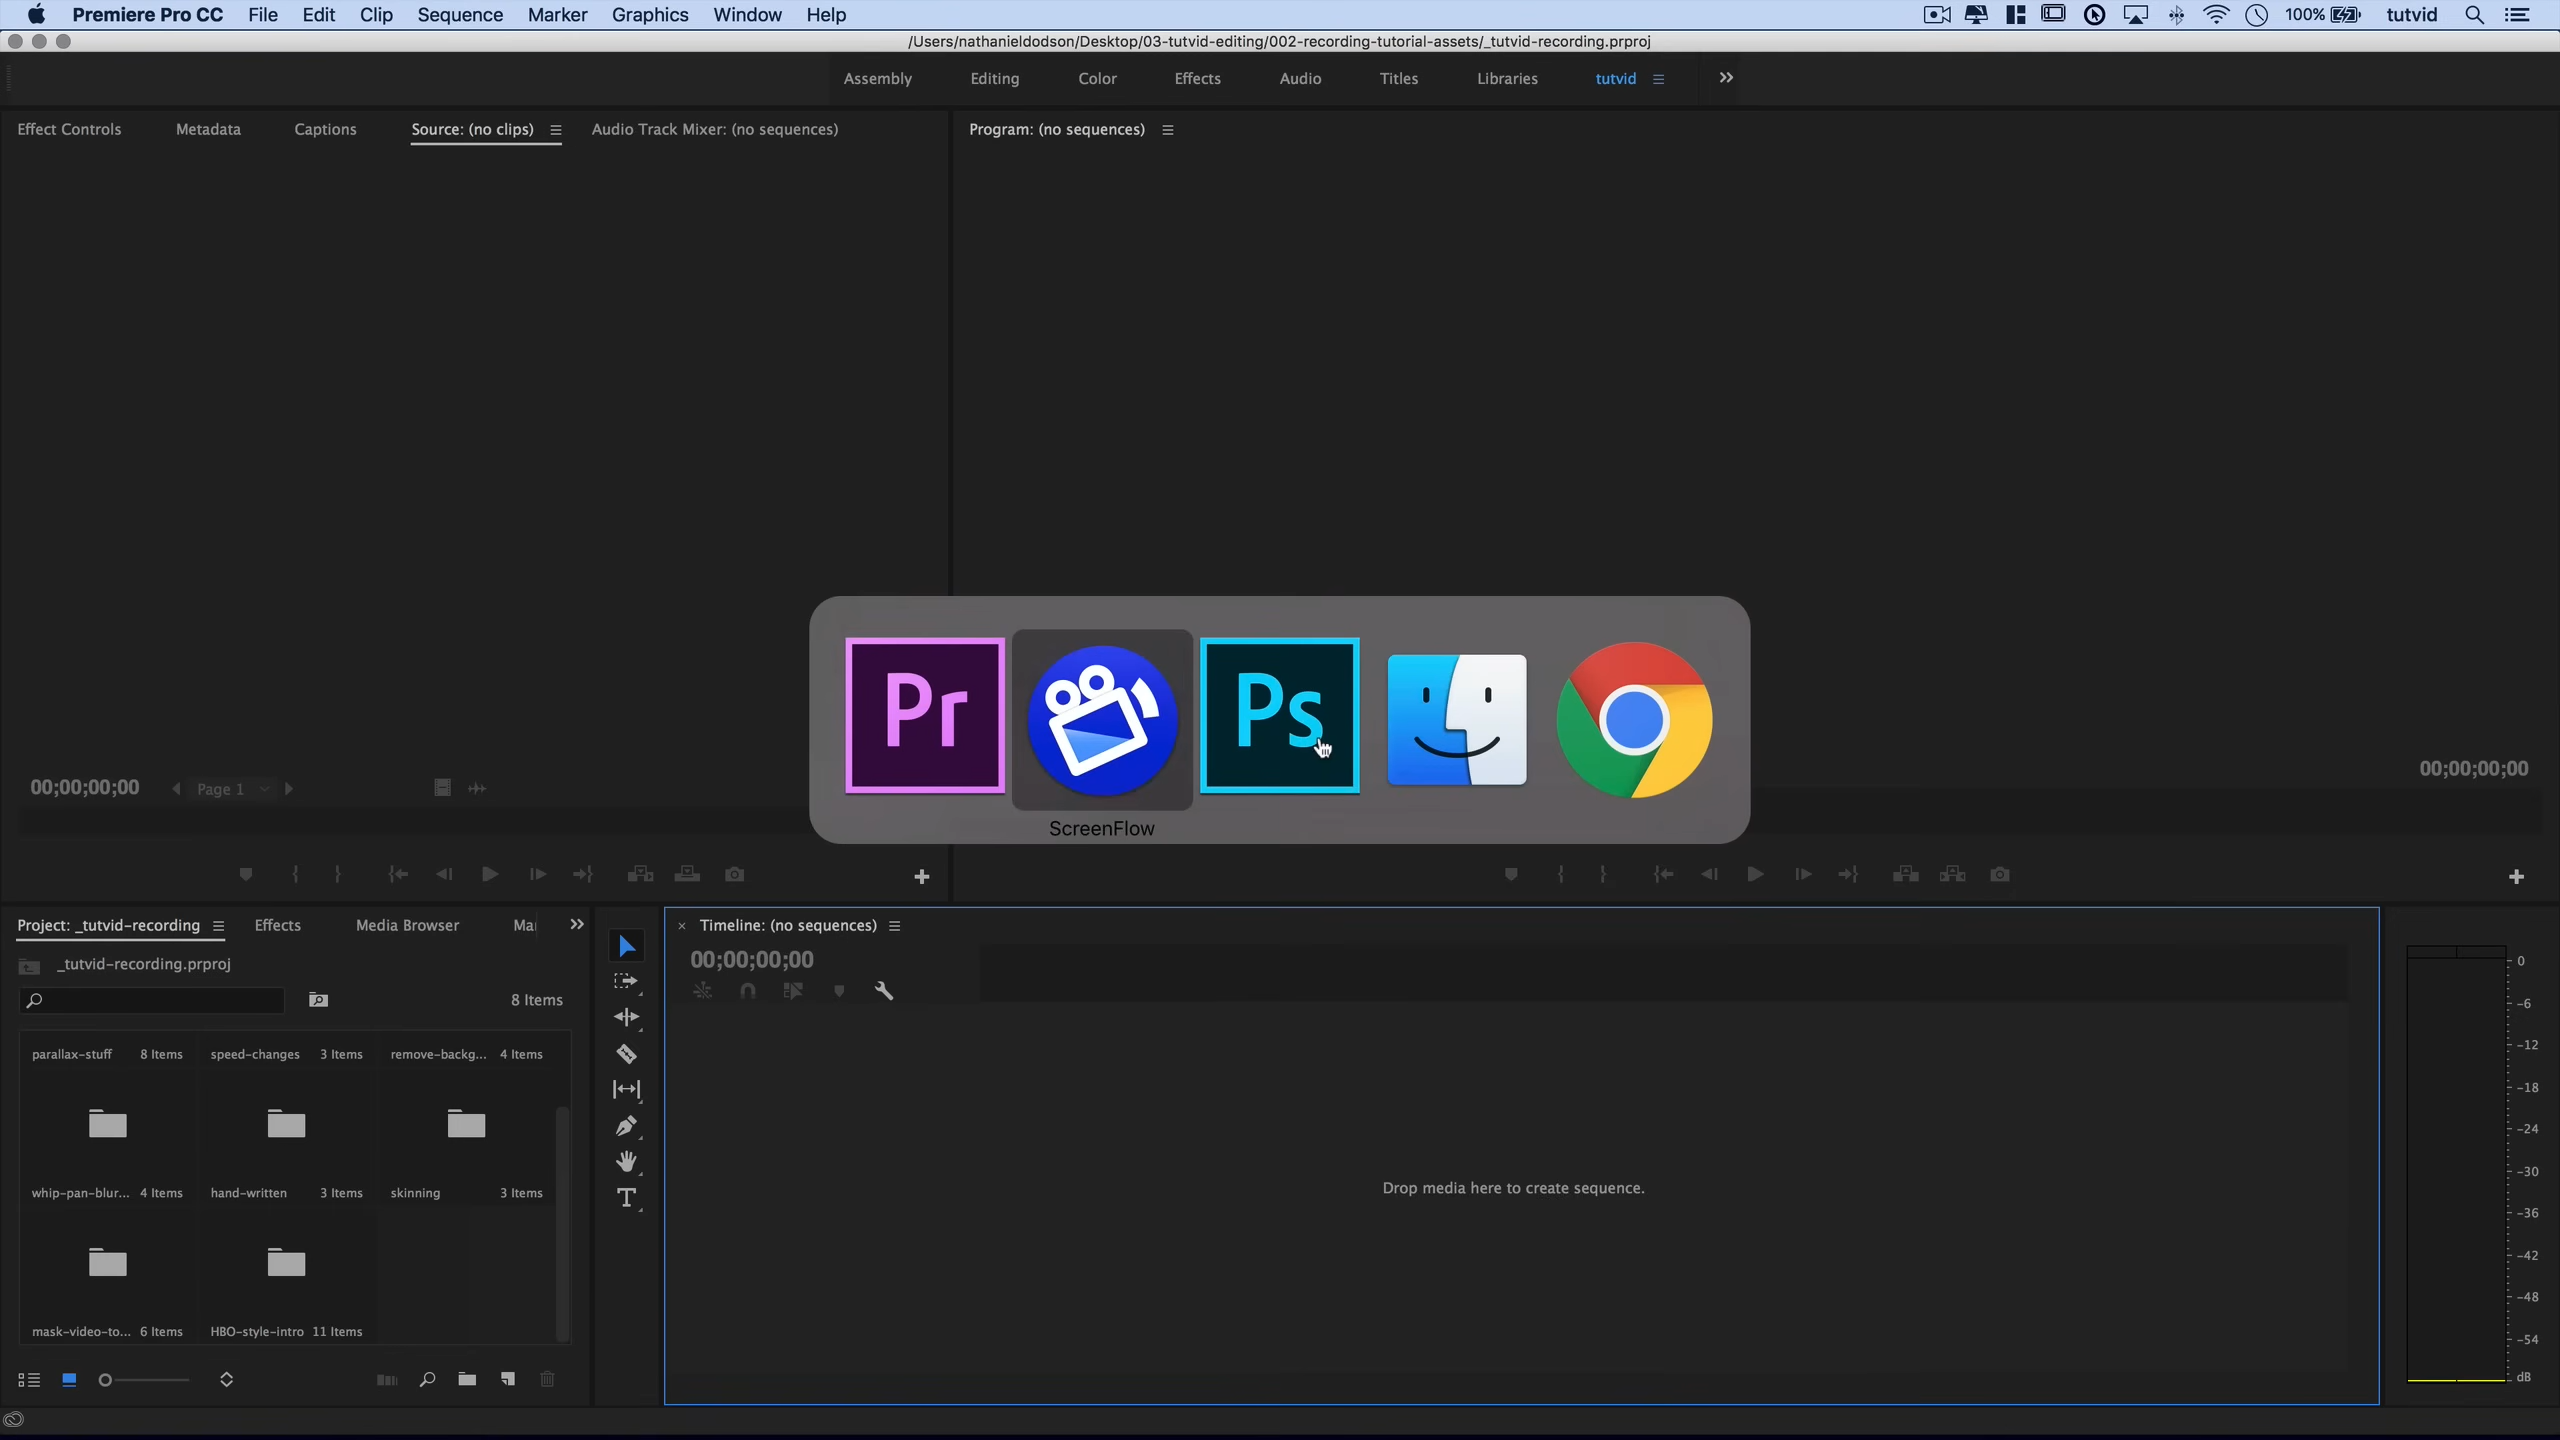 Premiere Pro CC File Edit Clip Sequence Marker Graphics Window Help 100% tutvid
/Users/nathanieldodson/Desktop/03-tutvid-editing/002-recording-tutorial-assets/_tutvid-recording.prproj
Assembly Editing Color Effects Audio Titles Libraries tutvid
Effect Controls Metadata Captions Source: (no clips) Audio Track Mixer: (no sequences) Program: (no sequences)
Pr Ps
ScreenFlow
00;00;00;00 Page 1 00;00;00;00
Project: _tutvid-recording Effects Media Browser Mar
_tutvid-recording.prproj
8 Items
parallax-stuff 8 Items speed-changes 3 Items remove-backg... 4 Items
whip-pan-blur... 4 Items hand-written 3 Items skinning 3 Items
mask-video-to... 6 Items HBO-style-intro 11 Items
T
Timeline: (no sequences)
00;00;00;00
Drop media here to create sequence.
0
-6
-12
-18
-24
-30
-36
-42
-48
-54
dB